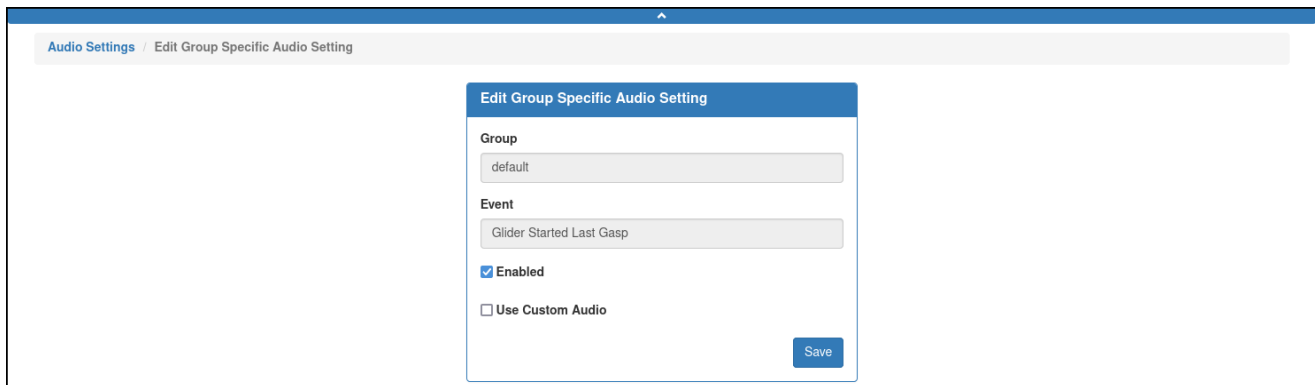 Audio Settings / Edit Group Specific Audio Setting
Edit Group Specific Audio Setting
Group
default
Event
Glider Started Last Gasp
Enabled
Use Custom Audio
Save